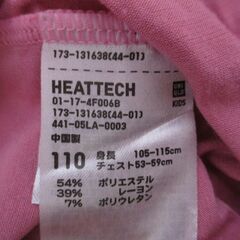 173-131638(44-01)
HEATTECH
01-17-4F006B
173-131638(44-01)
441-05LA-0003
中国製
UNI
QLO
KIDS
110 身長 105-115cm
チェスト53-59cm
54% ポリエステル
39% レーヨン
7% ポリウレタン